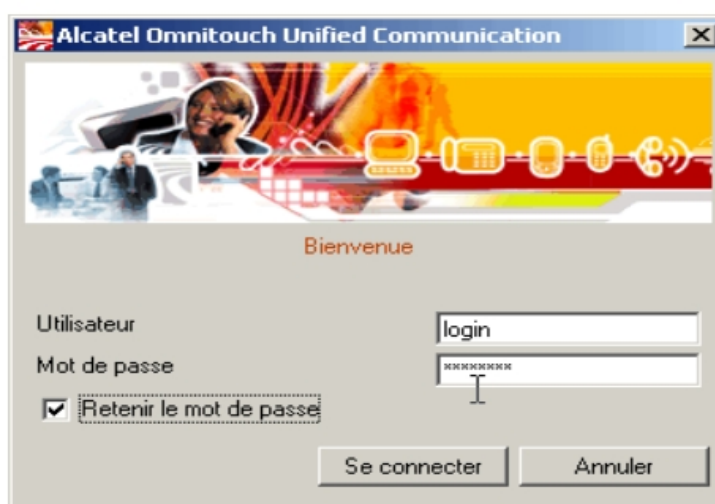 Alcatel Omnitouch Unified Communication
Bienvenue
Utilisateur
login
Mot de passe
********
Retenir le mot de passe
Se connecter
Annuler